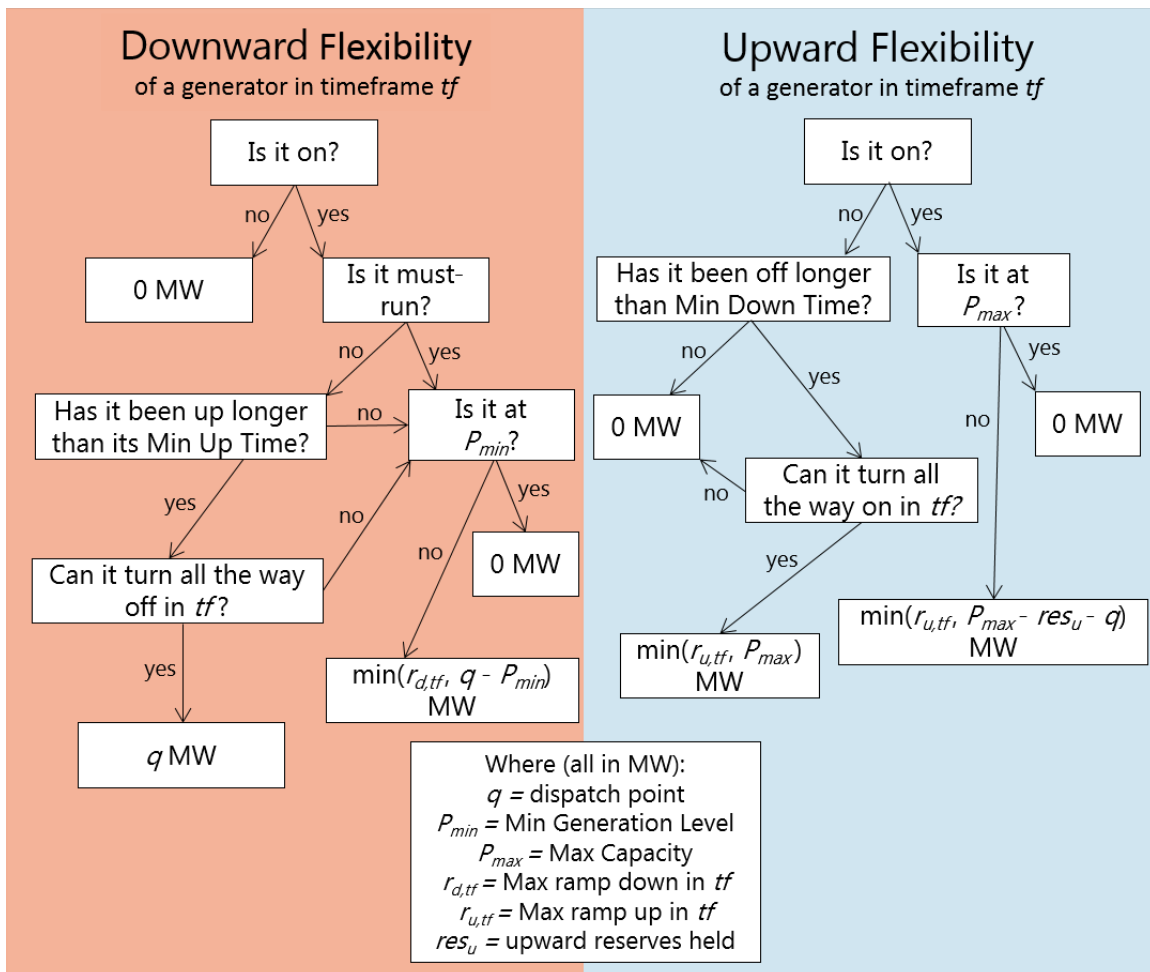 Downward Flexibility
of a generator in timeframe tf
Is it on?
no
yes
0 MW
Is it must-
run?
no
yes
Has it been up longer
than its Min Up Time?
no
Is it at
Pmin?
yes
no
yes
no
0 MW
Can it turn all the way
off in tf?
yes
min(rd,tf, q - Pmin)
MW
q MW
Upward Flexibility
of a generator in timeframe tf
Is it on?
no
yes
Has it been off longer
than Min Down Time?
Is it at
Pmax?
no
yes
yes
no
0 MW
0 MW
Can it turn all
the way on in tf?
no
yes
min(ru,tf, Pmax)
MW
min(ru,tf, Pmax - resu - q)
MW
Where (all in MW):
q = dispatch point
Pmin = Min Generation Level
Pmax = Max Capacity
rd,tf = Max ramp down in tf
ru,tf = Max ramp up in tf
resu = upward reserves held